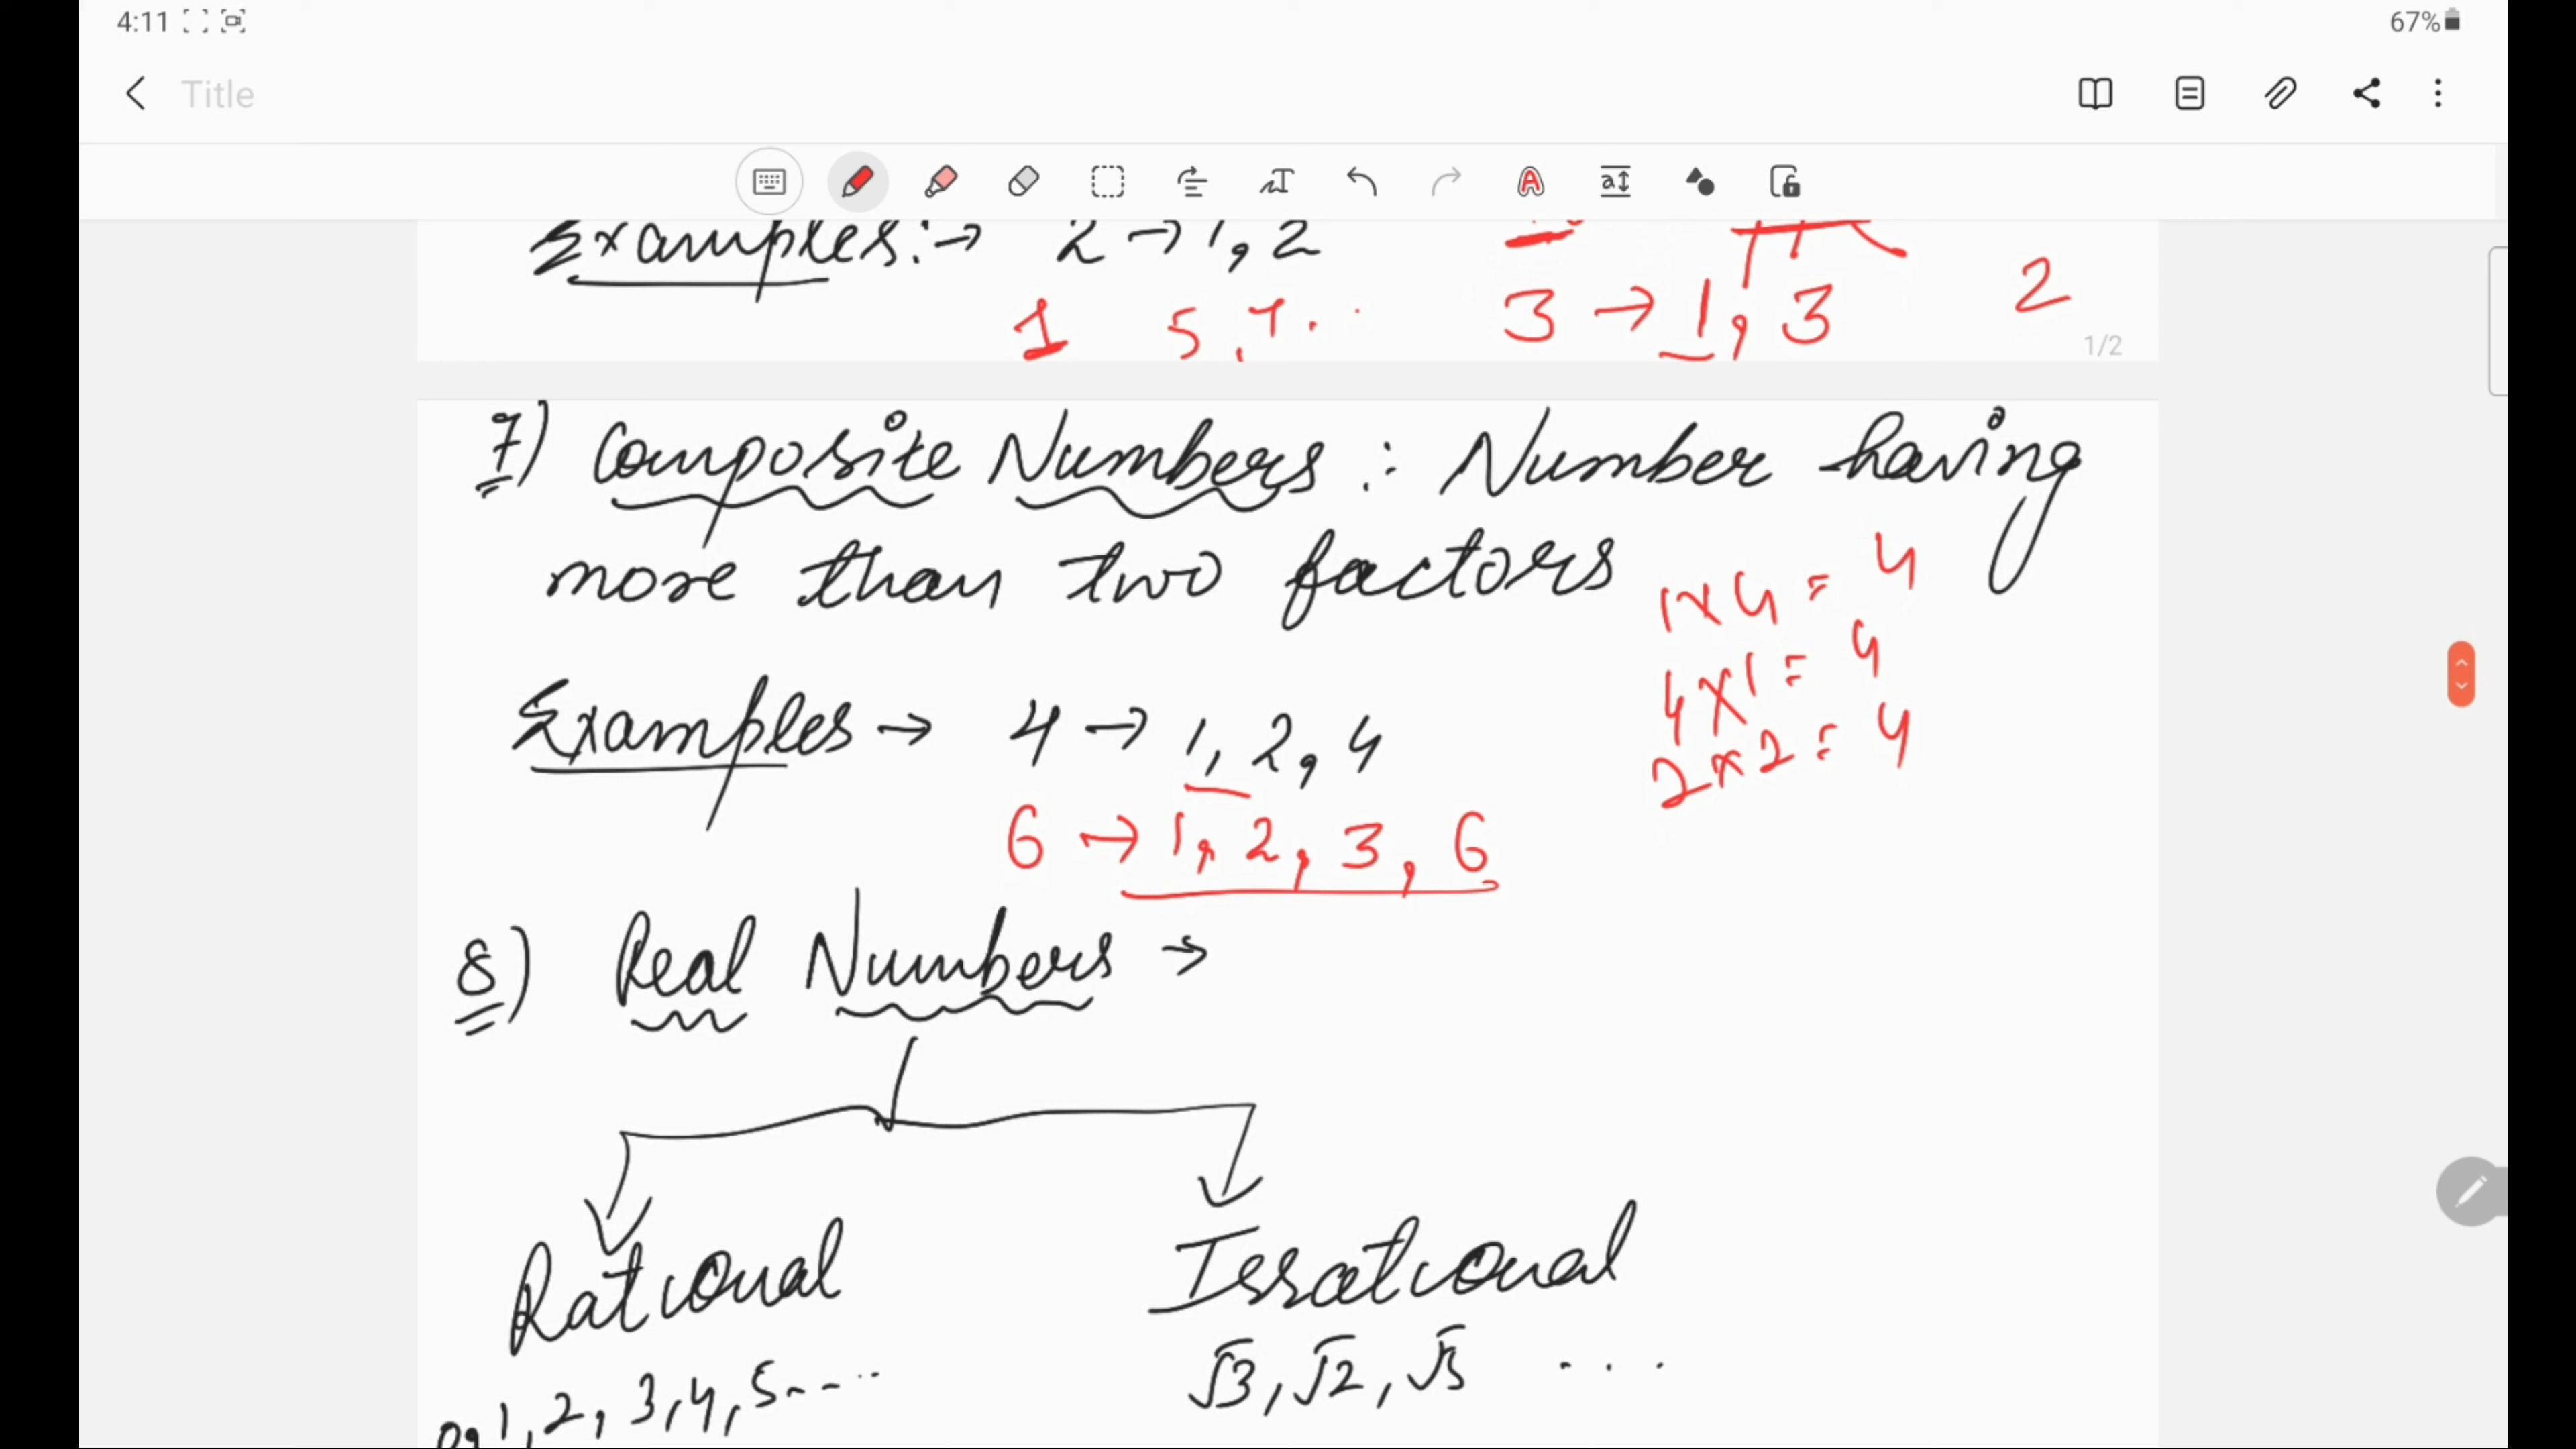 4:11
67%
Title
Examples:→ 2→1,2
1 5,7.. 3→1,3 2
1/2
7) Composite Numbers : Number having
more than two factors
1×4=4
4×1=4
2×2=4
Examples→ 4→1,2,4
6→1,2,3,6
8) Real Numbers→
Rational Irrational
0,1,2,3,4,5---.. √3,√2,√5 ...